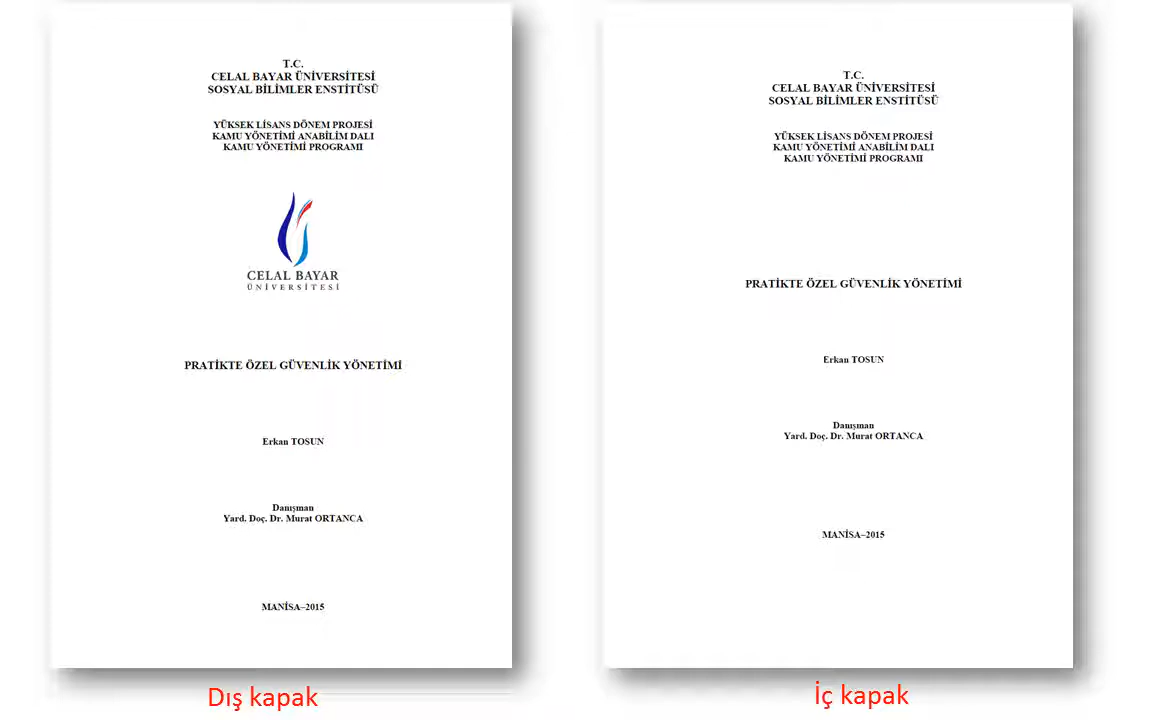 T.C.
CELAL BAYAR ÜNİVERSİTESİ
SOSYAL BİLİMLER ENSTİTÜSÜ
YÜKSEK LİSANS DÖNEM PROJESİ
KAMU YÖNETİMİ ANABİLİM DALI
KAMU YÖNETİMİ PROGRAMI
CELAL BAYAR
ÜNİVERSİTESİ
PRATİKTE ÖZEL GÜVENLİK YÖNETİMİ
Erkan TOSUN
Danışman
Yard. Doç. Dr. Murat ORTANCA
MANİSA–2015
Dış kapak
T.C.
CELAL BAYAR ÜNİVERSİTESİ
SOSYAL BİLİMLER ENSTİTÜSÜ
YÜKSEK LİSANS DÖNEM PROJESİ
KAMU YÖNETİMİ ANABİLİM DALI
KAMU YÖNETİMİ PROGRAMI
PRATİKTE ÖZEL GÜVENLİK YÖNETİMİ
Erkan TOSUN
Danışman
Yard. Doç. Dr. Murat ORTANCA
MANİSA–2015
İç kapak